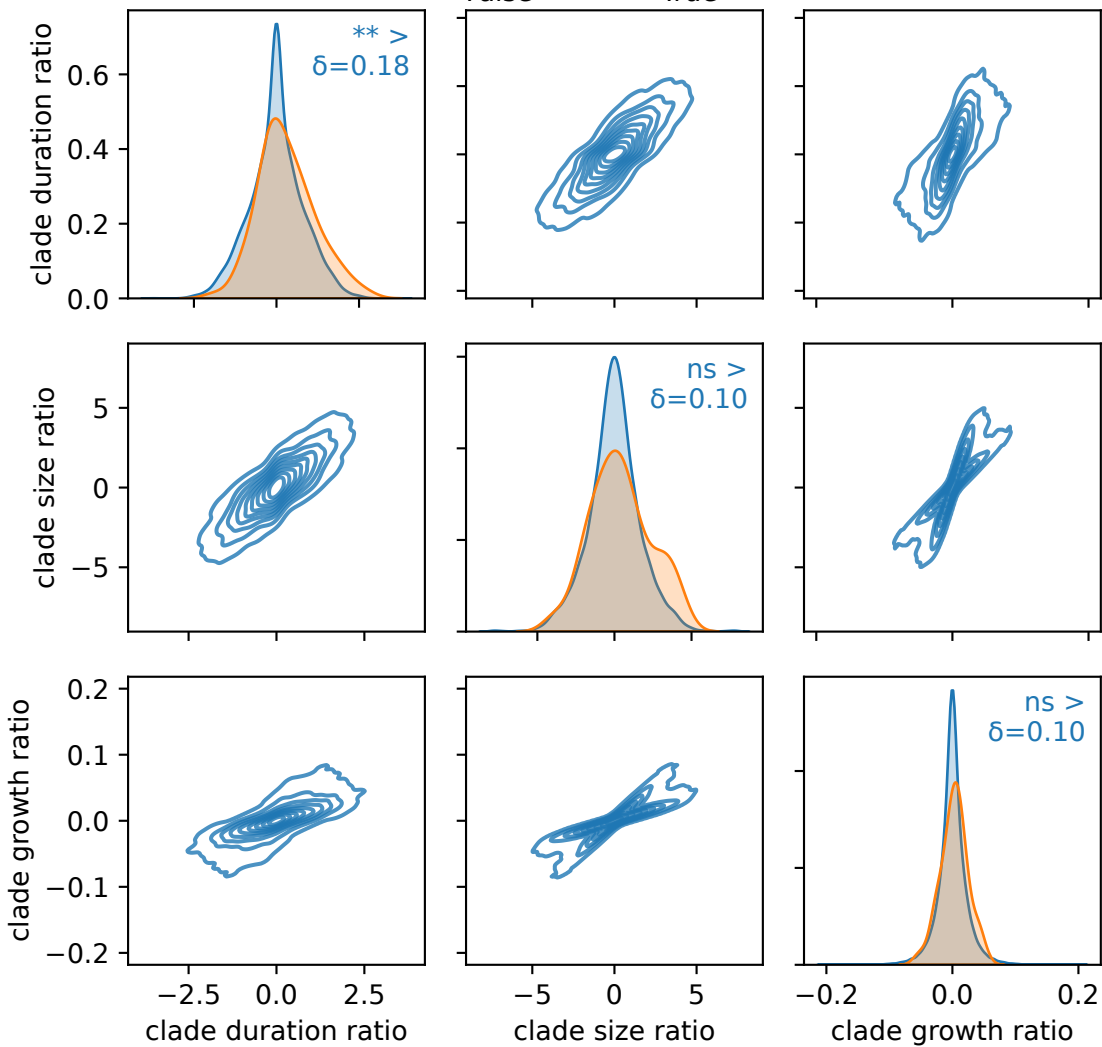 clade duration ratio
0.6
0.4
0.2
0.0
** >
δ=0.18
clade size ratio
5
0
−5
ns >
δ=0.10
clade growth ratio
0.2
0.1
0.0
−0.1
−0.2
ns >
δ=0.10
−2.5 0.0 2.5
−5 0 5
−0.2 0.0 0.2
clade duration ratio
clade size ratio
clade growth ratio